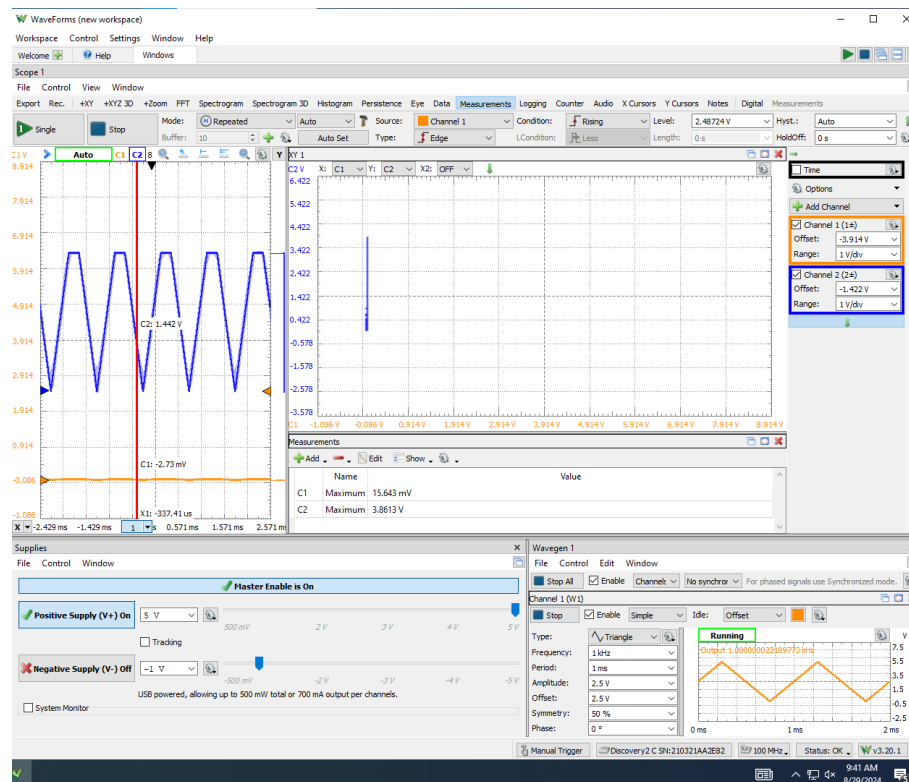 WaveForms (new workspace)
Workspace Control Settings Window Help
Welcome Help Windows
Scope 1
File Control View Window
Export Rec. +XY +XYZ 3D +Zoom FFT Spectrogram Spectrogram 3D Histogram Persistence Eye Data Measurements Logging Counter Audio X Cursors Y Cursors Notes Digital Measurements
Single Stop Mode: Repeated Auto Source: Channel 1 Condition: Rising Level: 2.48724 V Hyst.: Auto
Buffer: 10 Auto Set Type: Edge LCondition: Less Length: 0 s HoldOff: 0 s
C1 V Auto C1 C2 8 Y
8.914
7.914
6.914
5.914
4.914
3.914
2.914
1.914
0.914
-0.086
-1.086
C2: 1.442 V
C1: -2.73 mV
X1: -337.41 us
X -2.429 ms -1.429 ms 1 s 0.571 ms 1.571 ms 2.571 ms
XY 1
C2 V X: C1 Y: C2 X2: OFF
6.422
5.422
4.422
3.422
2.422
1.422
0.422
-0.578
-1.578
-2.578
-3.578
C1 -1.086 V -0.086 V 0.914 V 1.914 V 2.914 V 3.914 V 4.914 V 5.914 V 6.914 V 7.914 V 8.914 V
Measurements
Add Edit Show
Name Value
C1 Maximum 15.643 mV
C2 Maximum 3.8613 V
Time
Options
Add Channel
Channel 1 (1±)
Offset: -3.914 V
Range: 1 V/div
Channel 2 (2±)
Offset: -1.422 V
Range: 1 V/div
Supplies
File Control Window
Master Enable is On
Positive Supply (V+) On 5 V
500 mV 2 V 3 V 4 V 5 V
Tracking
Negative Supply (V-) Off -1 V
-500 mV -2 V -3 V -4 V -5 V
USB powered, allowing up to 500 mW total or 700 mA output per channels.
System Monitor
Wavegen 1
File Control Edit Window
Stop All Enable Channels No synchror For phased signals use Synchronized mode.
Channel 1 (W1)
Stop Enable Simple Idle: Offset
Type: Triangle
Frequency: 1 kHz
Period: 1 ms
Amplitude: 2.5 V
Offset: 2.5 V
Symmetry: 50 %
Phase: 0 °
Running V
Output 1.000000022189773 kHz
7.5
5.5
3.5
1.5
-0.5
-2.5
0 ms 1 ms 2 ms
Manual Trigger Discovery2 C SN:210321AA2E82 100 MHz Status: OK v3.20.1
9:41 AM
8/29/2024